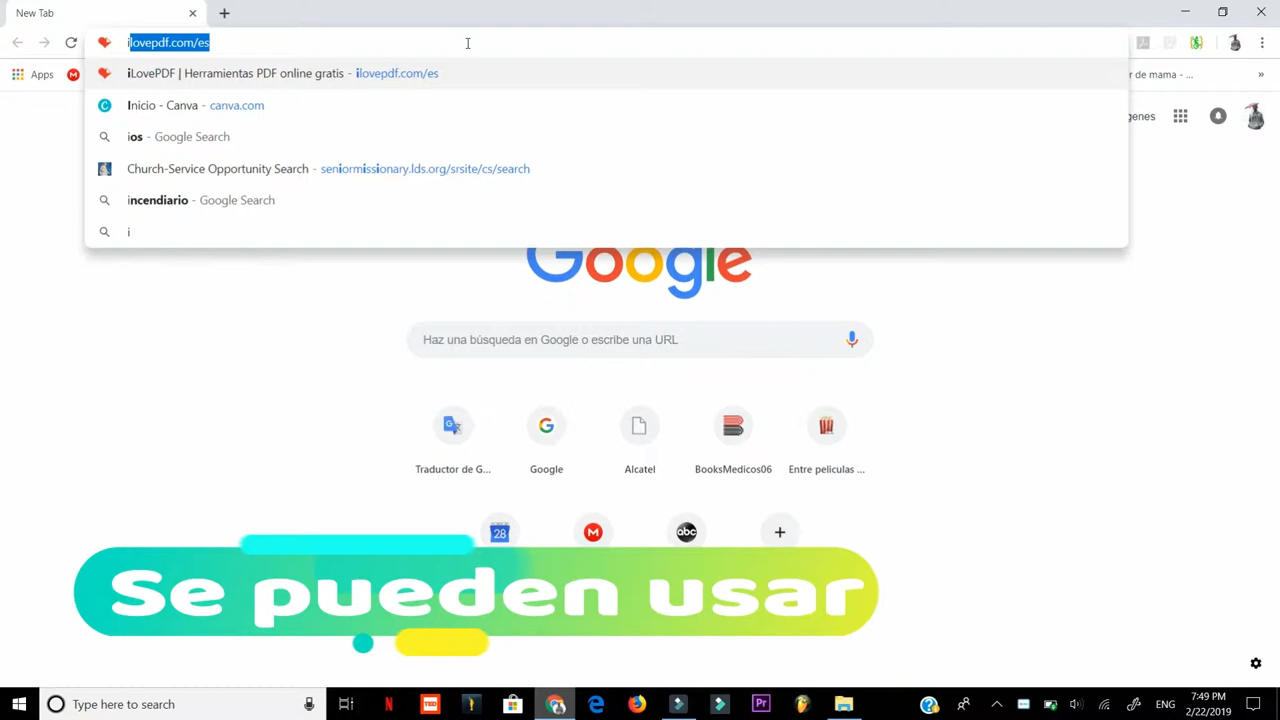 New Tab
ilovepdf.com/es
iLovePDF | Herramientas PDF online gratis - ilovepdf.com/es
Inicio - Canva - canva.com
ios - Google Search
Church-Service Opportunity Search - seniormissionary.lds.org/srsite/cs/search
incendiario - Google Search
i
Apps
r de mama - ...
genes
Google
Haz una búsqueda en Google o escribe una URL
Traductor de G...
Google
Alcatel
BooksMedicos06
Entre peliculas ...
28
abc
Se pueden usar
Type here to search
Pr
ENG
7:49 PM
2/22/2019